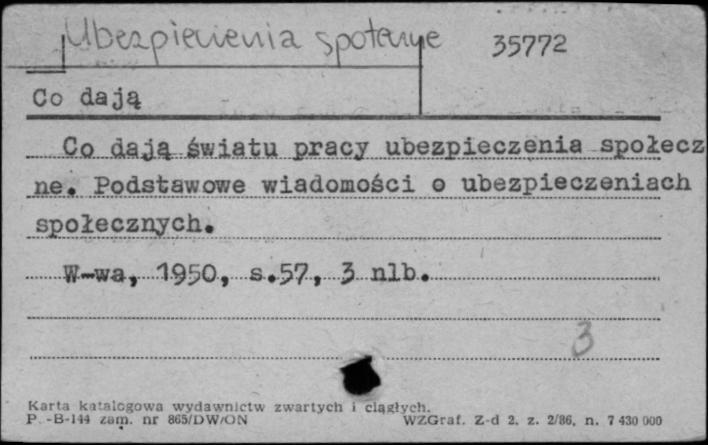 Ubezpieczenia społeczne 35772
Co dają
Co dają światu pracy ubezpieczenia społecz
ne. Podstawowe wiadomości o ubezpieczeniach
społecznych.
W-wa, 1950, s.57, 3 nlb.
3
Karta katalogowa wydawnictw zwartych i ciągłych.
P.-B-144 zam. nr 865/DW/ON WZGraf. Z-d 2. z. 2/86, n. 7 430 000